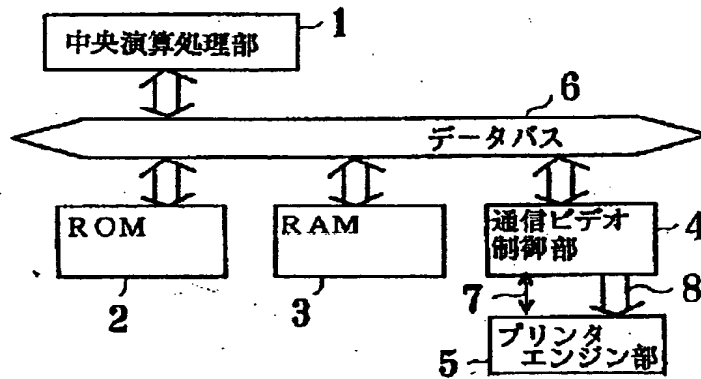 1
中央演算処理部
6
データバス
ROM
RAM
通信ビデオ
制御部
4
2
3
7
8
5
プリンタ
エンジン部